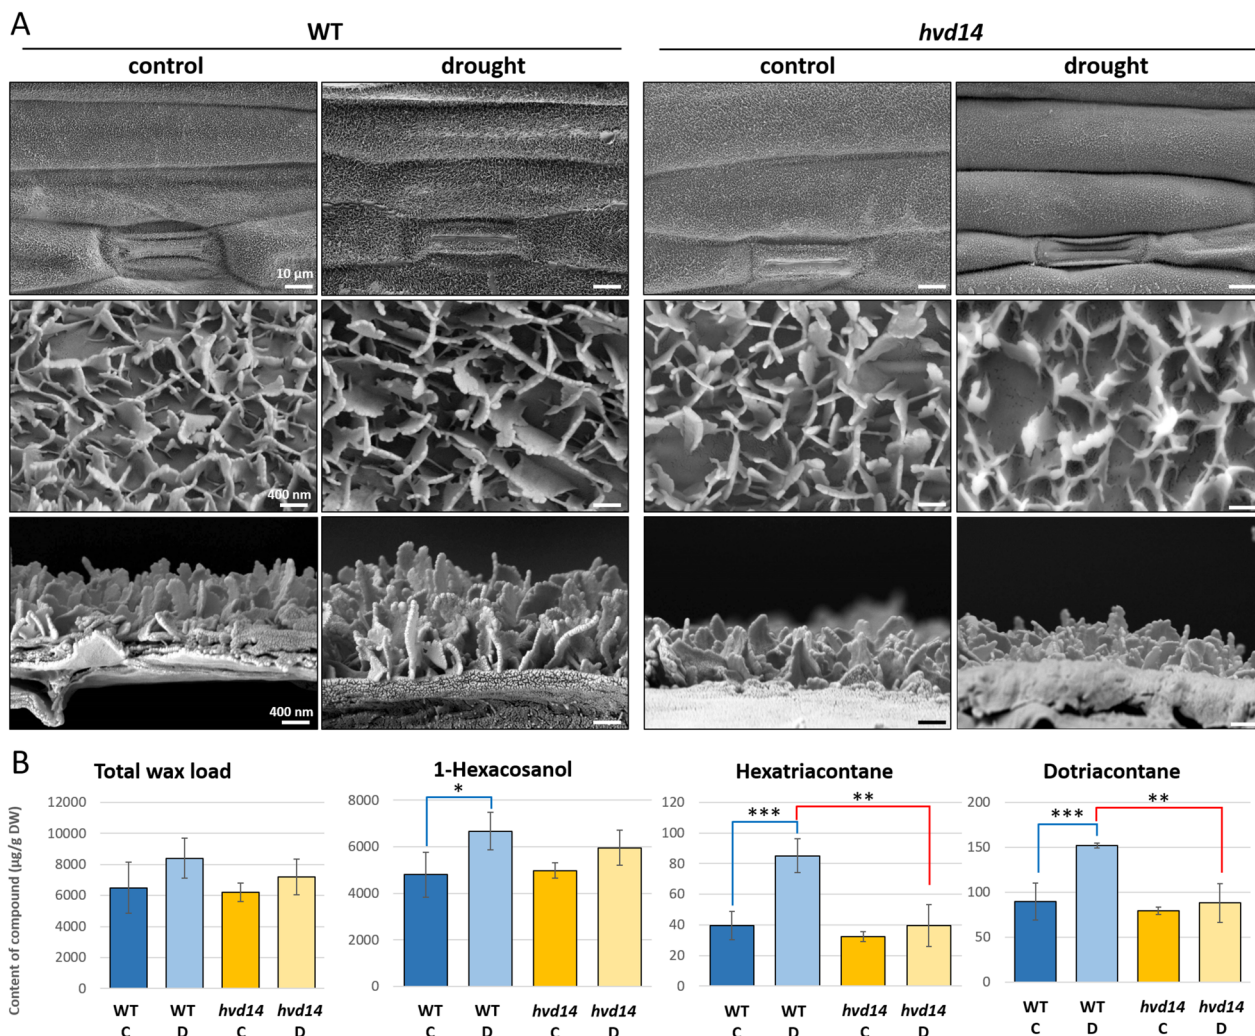 A
WT
hvd14
control
drought
control
drought
10 µm
400 nm
400 nm
B
Total wax load
1-Hexacosanol
Hexatriacontane
Dotriacontane
Content of compound (µg/g DW)
12000
10000
8000
6000
4000
2000
0
WT
C
WT
D
hvd14
C
hvd14
D
8000
6000
4000
2000
0
*
WT
C
WT
D
hvd14
C
hvd14
D
120
100
80
60
40
20
0
***
**
WT
C
WT
D
hvd14
C
hvd14
D
200
150
100
50
0
***
**
WT
C
WT
D
hvd14
C
hvd14
D